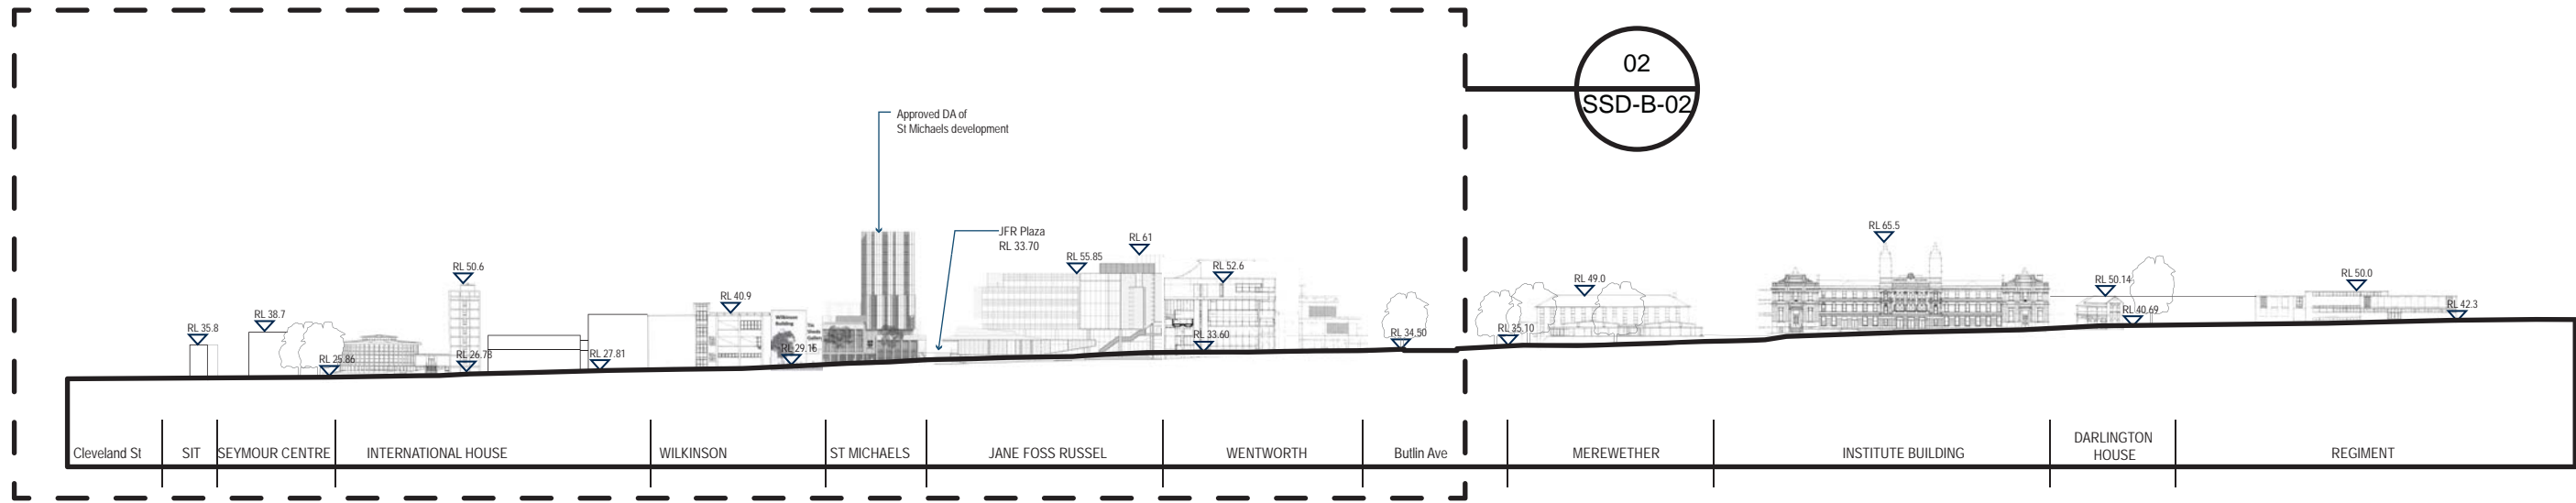 02
SSD-B-02
Approved DA of
St Michaels development
JFR Plaza
RL 33.70
RL 35.8
RL 38.7
RL 25.86
RL 50.6
RL 26.78
RL 27.81
RL 40.9
Wilkinson
Building
Tin
Sheds
Gallery
RL 29.16
RL 55.85
RL 61
RL 52.6
RL 33.60
RL 34.50
RL 35.10
RL 49.0
RL 65.5
RL 50.14
RL 40.69
RL 50.0
RL 42.3
Cleveland St
SIT
SEYMOUR CENTRE
INTERNATIONAL HOUSE
WILKINSON
ST MICHAELS
JANE FOSS RUSSEL
WENTWORTH
Butlin Ave
MEREWETHER
INSTITUTE BUILDING
DARLINGTON
HOUSE
REGIMENT